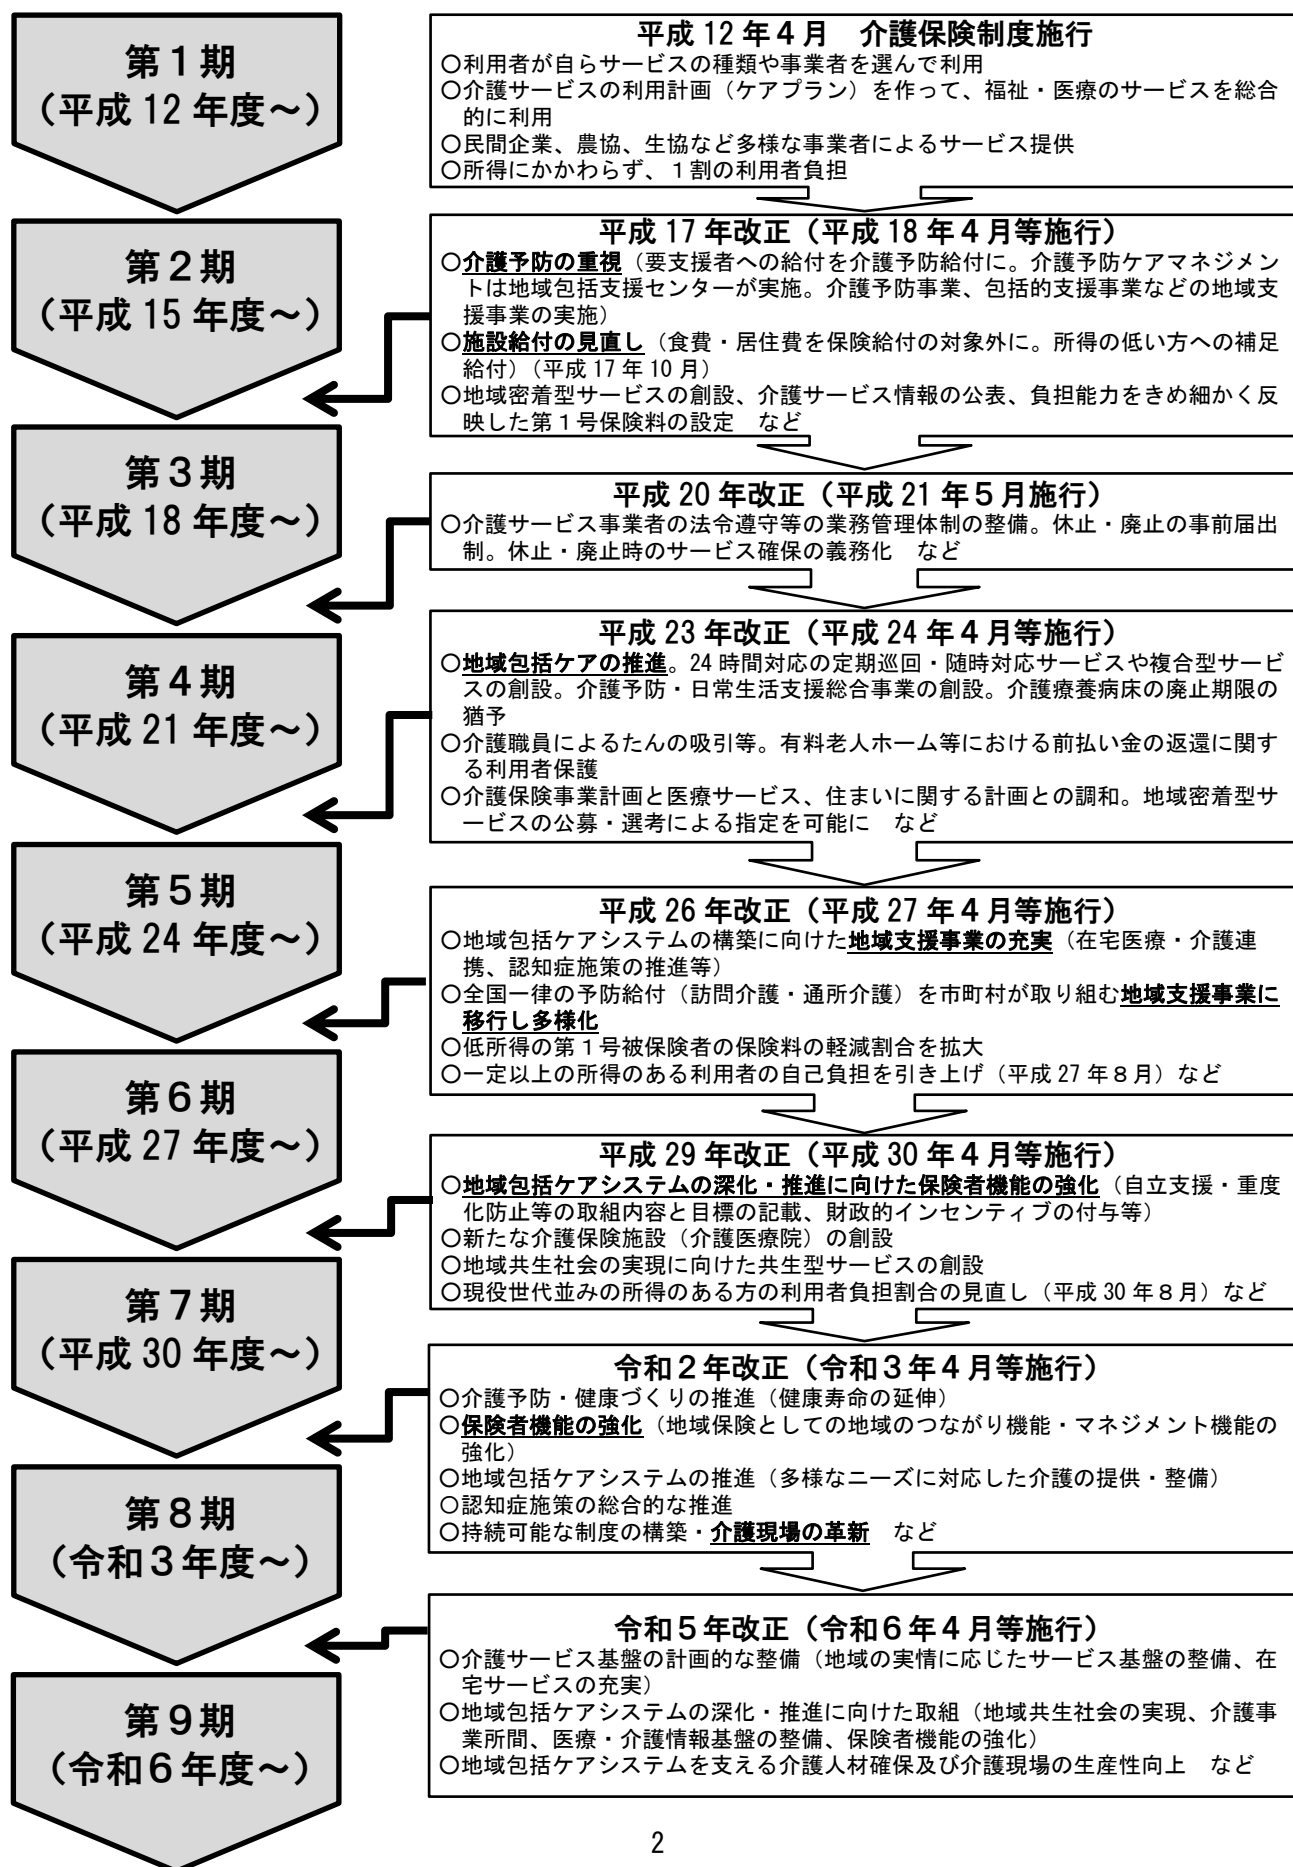 第１期
（平成 12 年度～）
平成 12 年４月　介護保険制度施行
○利用者が自らサービスの種類や事業者を選んで利用
○介護サービスの利用計画（ケアプラン）を作って、福祉・医療のサービスを総合
的に利用
○民間企業、農協、生協など多様な事業者によるサービス提供
○所得にかかわらず、１割の利用者負担
第２期
（平成 15 年度～）
平成 17 年改正（平成 18 年４月等施行）
○介護予防の重視（要支援者への給付を介護予防給付に。介護予防ケアマネジメン
トは地域包括支援センターが実施。介護予防事業、包括的支援事業などの地域支
援事業の実施）
○施設給付の見直し（食費・居住費を保険給付の対象外に。所得の低い方への補足
給付）（平成 17 年 10 月）
○地域密着型サービスの創設、介護サービス情報の公表、負担能力をきめ細かく反
映した第１号保険料の設定　など
第３期
（平成 18 年度～）
平成 20 年改正（平成 21 年５月施行）
○介護サービス事業者の法令遵守等の業務管理体制の整備。休止・廃止の事前届出
制。休止・廃止時のサービス確保の義務化　など
第４期
（平成 21 年度～）
平成 23 年改正（平成 24 年４月等施行）
○地域包括ケアの推進。24 時間対応の定期巡回・随時対応サービスや複合型サービ
スの創設。介護予防・日常生活支援総合事業の創設。介護療養病床の廃止期限の
猶予
○介護職員によるたんの吸引等。有料老人ホーム等における前払い金の返還に関す
る利用者保護
○介護保険事業計画と医療サービス、住まいに関する計画との調和。地域密着型サ
ービスの公募・選考による指定を可能に　など
第５期
（平成 24 年度～）
平成 26 年改正（平成 27 年４月等施行）
○地域包括ケアシステムの構築に向けた地域支援事業の充実（在宅医療・介護連
携、認知症施策の推進等）
○全国一律の予防給付（訪問介護・通所介護）を市町村が取り組む地域支援事業に
移行し多様化
○低所得の第１号被保険者の保険料の軽減割合を拡大
○一定以上の所得のある利用者の自己負担を引き上げ（平成 27 年８月）など
第６期
（平成 27 年度～）
平成 29 年改正（平成 30 年４月等施行）
○地域包括ケアシステムの深化・推進に向けた保険者機能の強化（自立支援・重度
化防止等の取組内容と目標の記載、財政的インセンティブの付与等）
○新たな介護保険施設（介護医療院）の創設
○地域共生社会の実現に向けた共生型サービスの創設
○現役世代並みの所得のある方の利用者負担割合の見直し（平成 30 年８月）など
第７期
（平成 30 年度～）
令和２年改正（令和３年４月等施行）
○介護予防・健康づくりの推進（健康寿命の延伸）
○保険者機能の強化（地域保険としての地域のつながり機能・マネジメント機能の
強化）
○地域包括ケアシステムの推進（多様なニーズに対応した介護の提供・整備）
○認知症施策の総合的な推進
○持続可能な制度の構築・介護現場の革新　など
第８期
（令和３年度～）
令和５年改正（令和６年４月等施行）
○介護サービス基盤の計画的な整備（地域の実情に応じたサービス基盤の整備、在
宅サービスの充実）
○地域包括ケアシステムの深化・推進に向けた取組（地域共生社会の実現、介護事
業所間、医療・介護情報基盤の整備、保険者機能の強化）
○地域包括ケアシステムを支える介護人材確保及び介護現場の生産性向上　など
第９期
（令和６年度～）
2